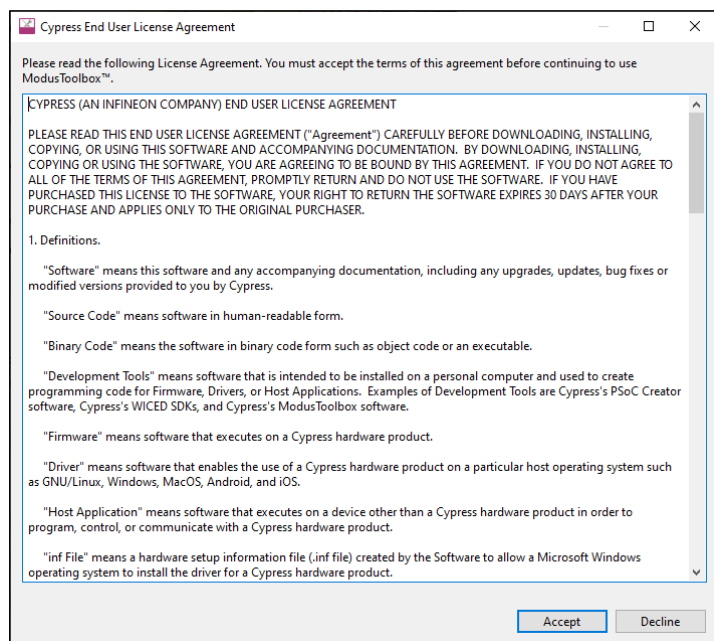 Cypress End User License Agreement
Please read the following License Agreement. You must accept the terms of this agreement before continuing to use
ModusToolbox™.
CYPRESS (AN INFINEON COMPANY) END USER LICENSE AGREEMENT
PLEASE READ THIS END USER LICENSE AGREEMENT ("Agreement") CAREFULLY BEFORE DOWNLOADING, INSTALLING,
COPYING, OR USING THIS SOFTWARE AND ACCOMPANYING DOCUMENTATION. BY DOWNLOADING, INSTALLING,
COPYING OR USING THE SOFTWARE, YOU ARE AGREEING TO BE BOUND BY THIS AGREEMENT. IF YOU DO NOT AGREE TO
ALL OF THE TERMS OF THIS AGREEMENT, PROMPTLY RETURN AND DO NOT USE THE SOFTWARE. IF YOU HAVE
PURCHASED THIS LICENSE TO THE SOFTWARE, YOUR RIGHT TO RETURN THE SOFTWARE EXPIRES 30 DAYS AFTER YOUR
PURCHASE AND APPLIES ONLY TO THE ORIGINAL PURCHASER.
1. Definitions.
"Software" means this software and any accompanying documentation, including any upgrades, updates, bug fixes or
modified versions provided to you by Cypress.
"Source Code" means software in human-readable form.
"Binary Code" means the software in binary code form such as object code or an executable.
"Development Tools" means software that is intended to be installed on a personal computer and used to create
programming code for Firmware, Drivers, or Host Applications. Examples of Development Tools are Cypress's PSoC Creator
software, Cypress's WICED SDKs, and Cypress's ModusToolbox software.
"Firmware" means software that executes on a Cypress hardware product.
"Driver" means software that enables the use of a Cypress hardware product on a particular host operating system such
as GNU/Linux, Windows, MacOS, Android, and iOS.
"Host Application" means software that executes on a device other than a Cypress hardware product in order to
program, control, or communicate with a Cypress hardware product.
"inf File" means a hardware setup information file (.inf file) created by the Software to allow a Microsoft Windows
operating system to install the driver for a Cypress hardware product.
Accept
Decline